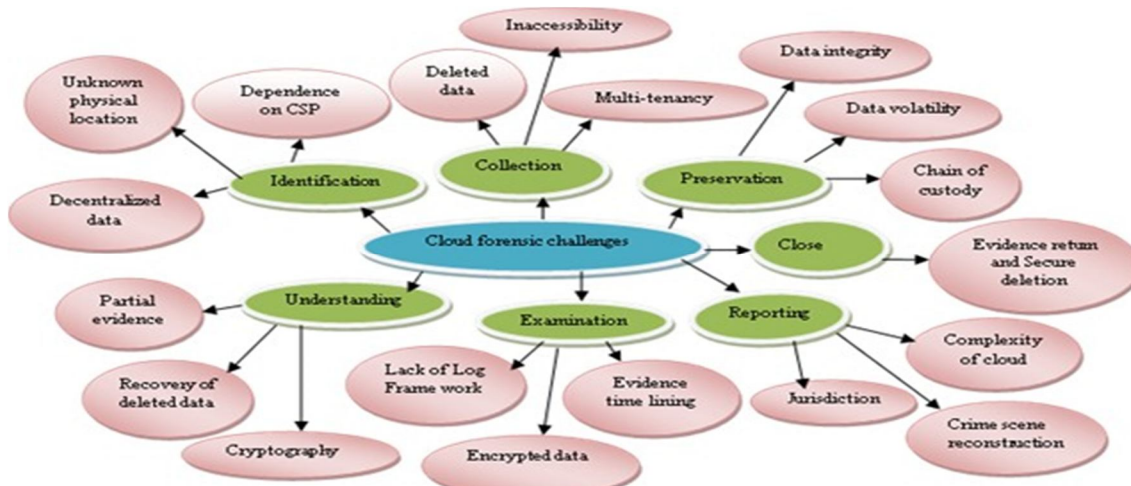 Inaccessibility
Data integrity
Unknown
physical
location
Dependence
on CSP
Deleted
data
Multi-tenancy
Data volatility
Identification
Collection
Preservation
Chain of
custody
Decentralized
data
Cloud forensic challenges
Close
Evidence return
and Secure
deletion
Partial
evidence
Understanding
Examination
Reporting
Complexity
of cloud
Recovery of
deleted data
Lack of Log
Frame work
Evidence
time lining
Jurisdiction
Crime scene
reconstruction
Cryptography
Encrypted data